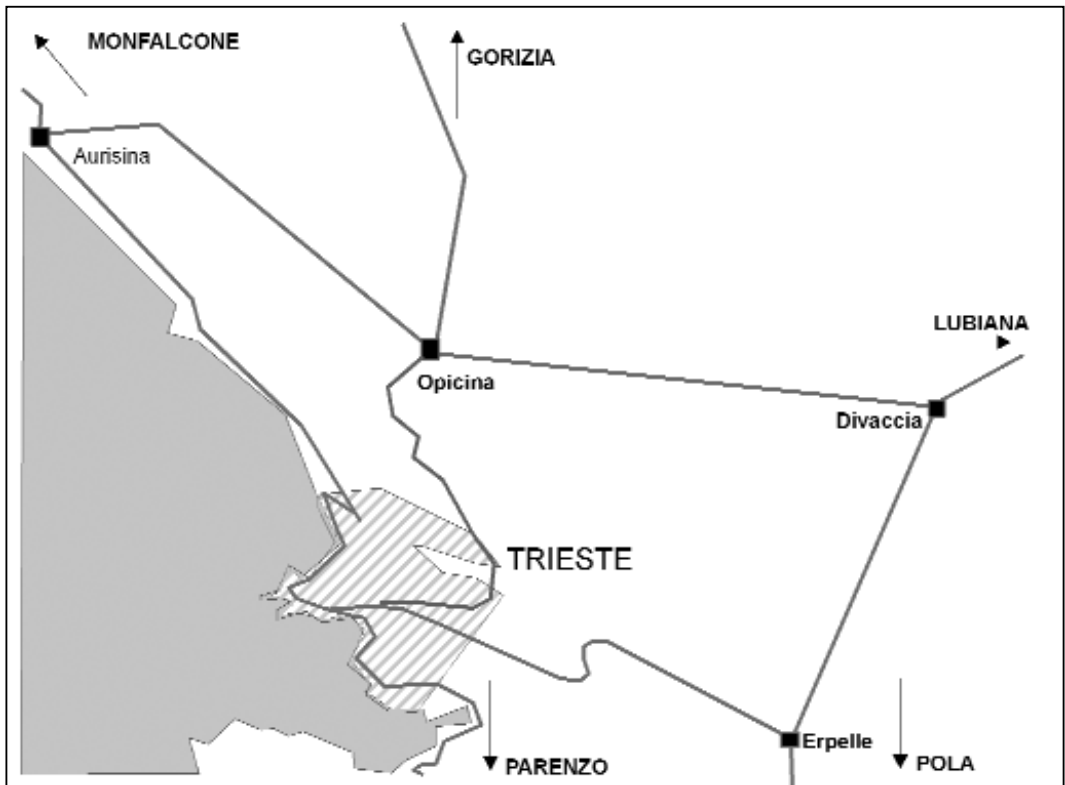 MONFALCONE
GORIZIA
Aurisina
LUBIANA
Opicina
Divaccia
TRIESTE
Erpelle
PARENZO
POLA